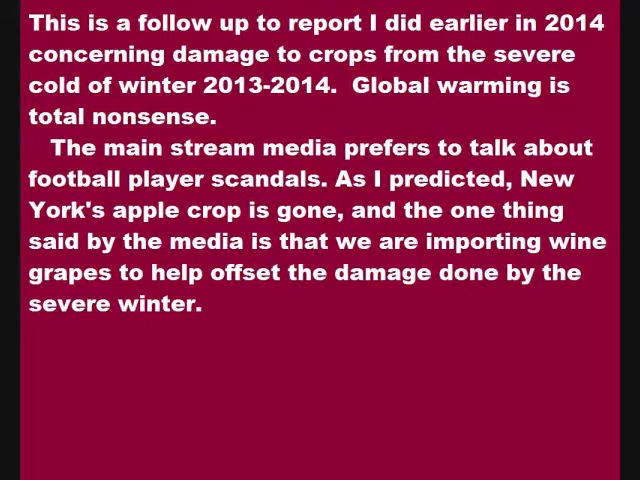 This is a follow up to report I did earlier in 2014
concerning damage to crops from the severe
cold of winter 2013-2014.  Global warming is
total nonsense.
The main stream media prefers to talk about
football player scandals. As I predicted, New
York's apple crop is gone, and the one thing
said by the media is that we are importing wine
grapes to help offset the damage done by the
severe winter.